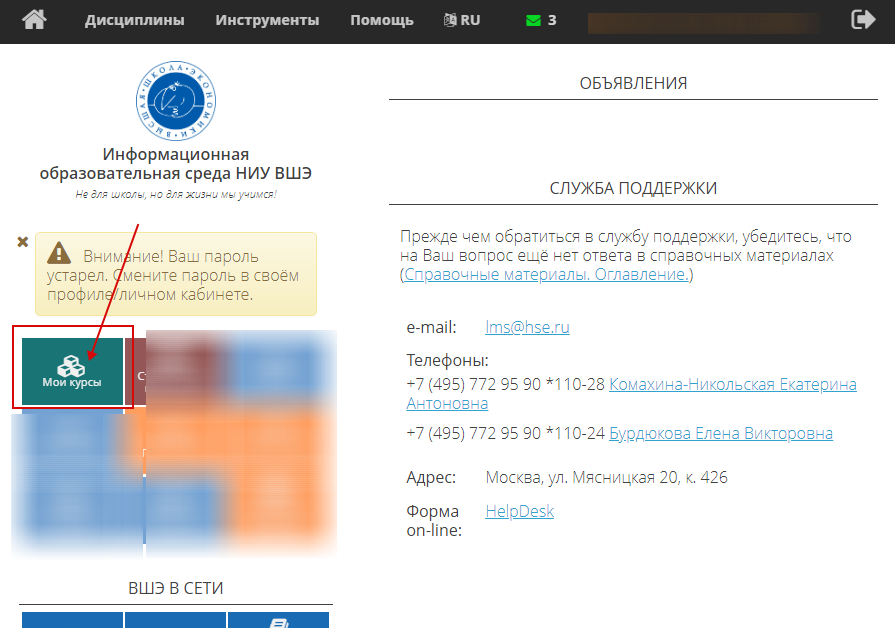 Дисциплины Инструменты Помощь RU 3
ВЫСШАЯ ШКОЛА ЭКОНОМИКИ
Информационная
образовательная среда НИУ ВШЭ
Не для школы, но для жизни мы учимся!
Внимание! Ваш пароль
устарел. Смените пароль в своём
профиле/личном кабинете.
Мои курсы
ВШЭ В СЕТИ
ОБЪЯВЛЕНИЯ
СЛУЖБА ПОДДЕРЖКИ
Прежде чем обратиться в службу поддержки, убедитесь, что
на Ваш вопрос ещё нет ответа в справочных материалах
(Справочные материалы. Оглавление.)
e-mail: lms@hse.ru
Телефоны:
+7 (495) 772 95 90 *110-28 Комахина-Никольская Екатерина
Антоновна
+7 (495) 772 95 90 *110-24 Бурдюкова Елена Викторовна
Адрес: Москва, ул. Мясницкая 20, к. 426
Форма HelpDesk
on-line: